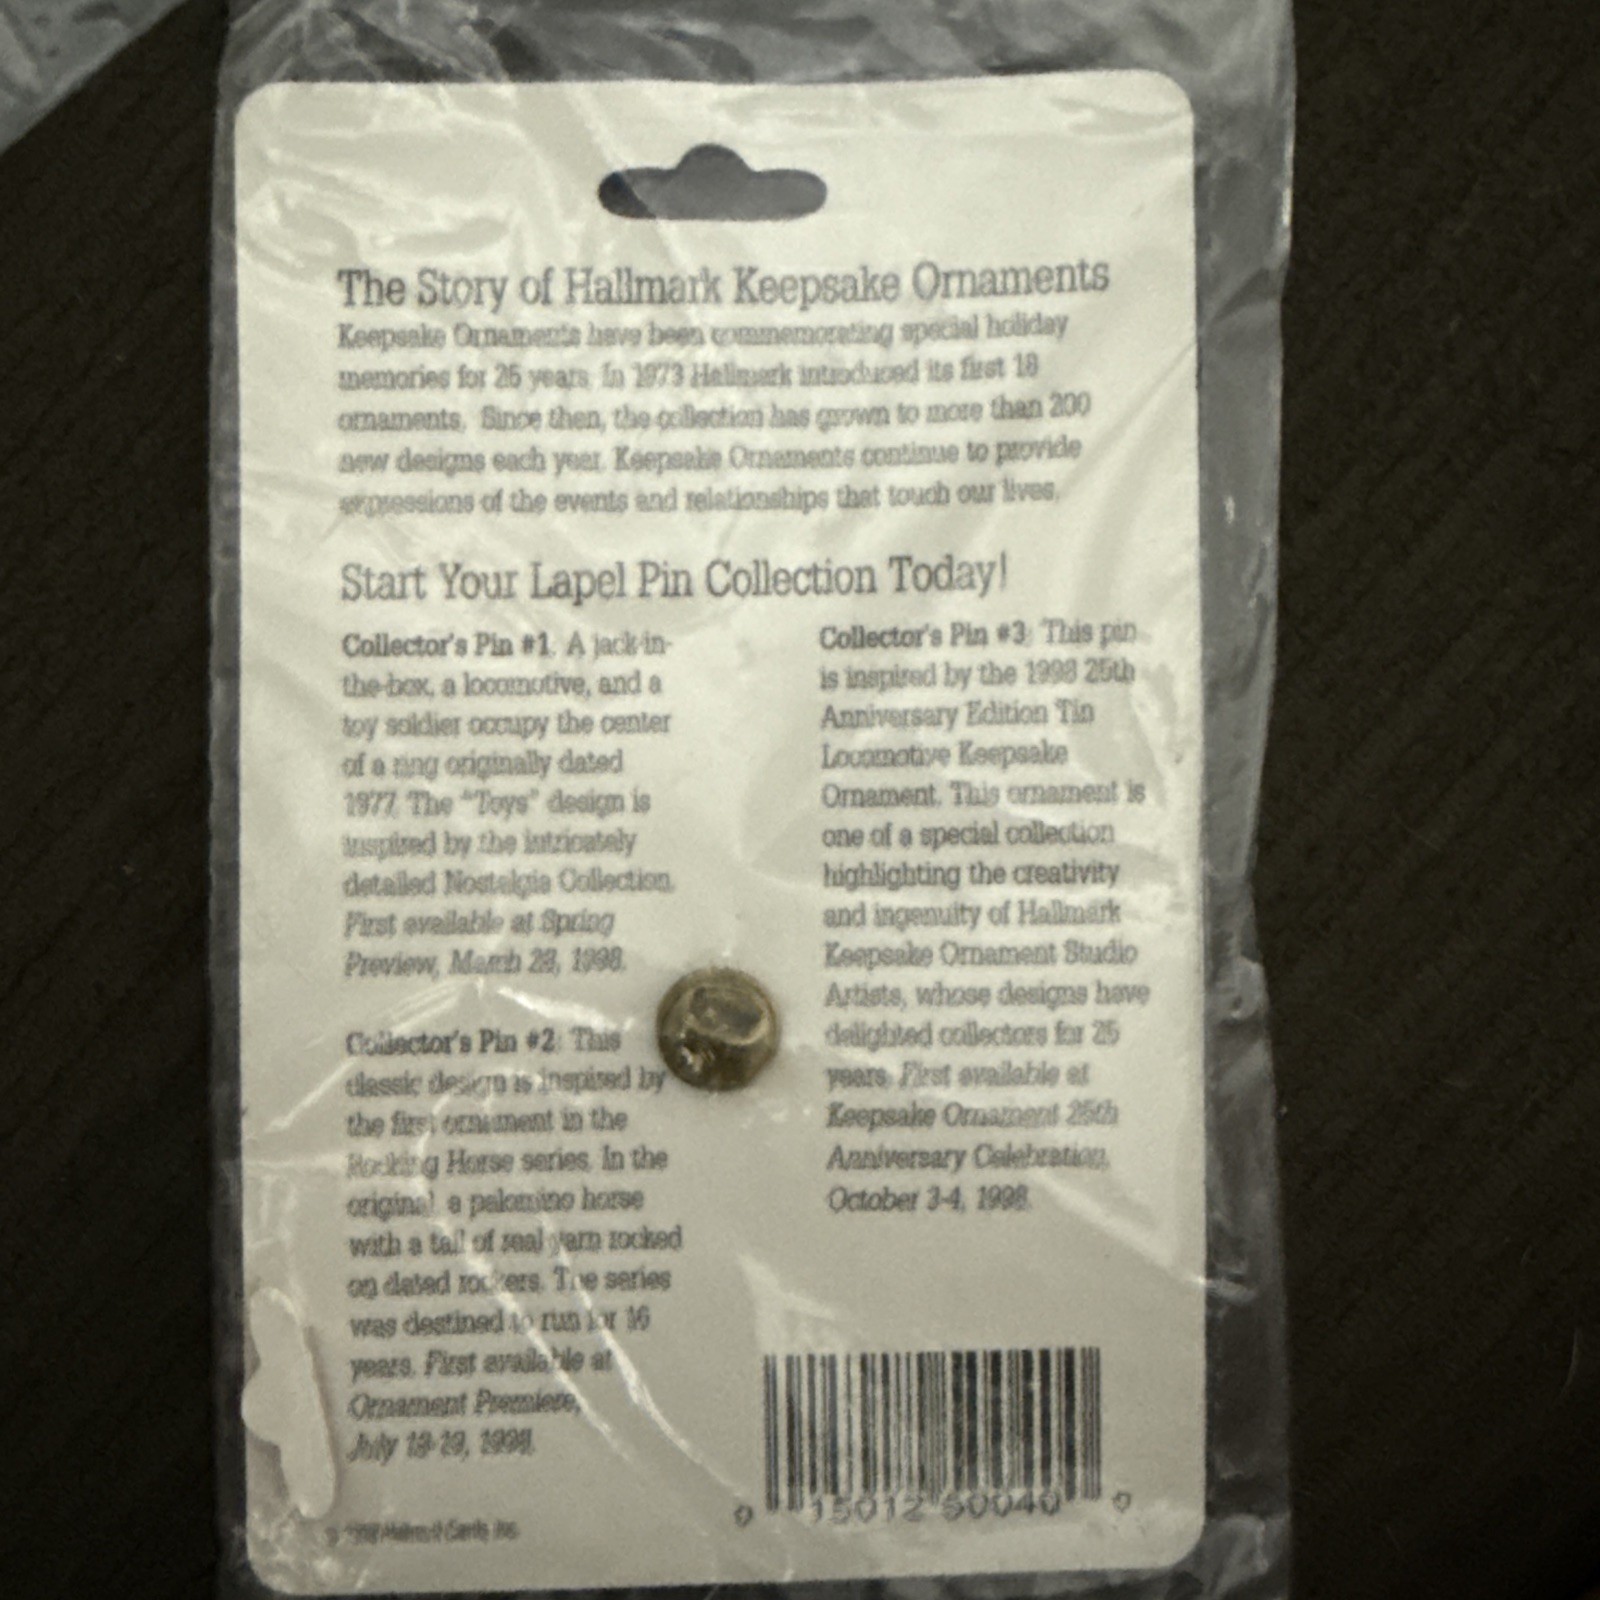 The Story of Hallmark Keepsake Ornaments
Keepsake Ornaments have been commemorating special holiday
memories for 25 years. In 1973 Hallmark introduced its first 18
ornaments. Since then, the collection has grown to more than 200
new designs each year. Keepsake Ornaments continue to provide
expressions of the events and relationships that touch our lives.
Start Your Lapel Pin Collection Today!
Collector's Pin #1: A jack-in-
the-box, a locomotive, and a
toy soldier occupy the center
of a ring originally dated
1977. The "Toys" design is
inspired by the intricately
detailed Nostalgia Collection.
First available at Spring
Preview, March 28, 1998.
Collector's Pin #2: This
classic design is inspired by
the first ornament in the
Rocking Horse series. In the
original, a palomino horse
with a tail of real yarn rocked
on dated rockers. The series
was destined to run for 16
years. First available at
Ornament Premiere,
July 18-19, 1998.
Collector's Pin #3: This pin
is inspired by the 1998 25th
Anniversary Edition Tin
Locomotive Keepsake
Ornament. This ornament is
one of a special collection
highlighting the creativity
and ingenuity of Hallmark
Keepsake Ornament Studio
Artists, whose designs have
delighted collectors for 25
years. First available at
Keepsake Ornament 25th
Anniversary Celebration,
October 3-4, 1998.
© Hallmark Cards, Inc.
0 15012 50040 0